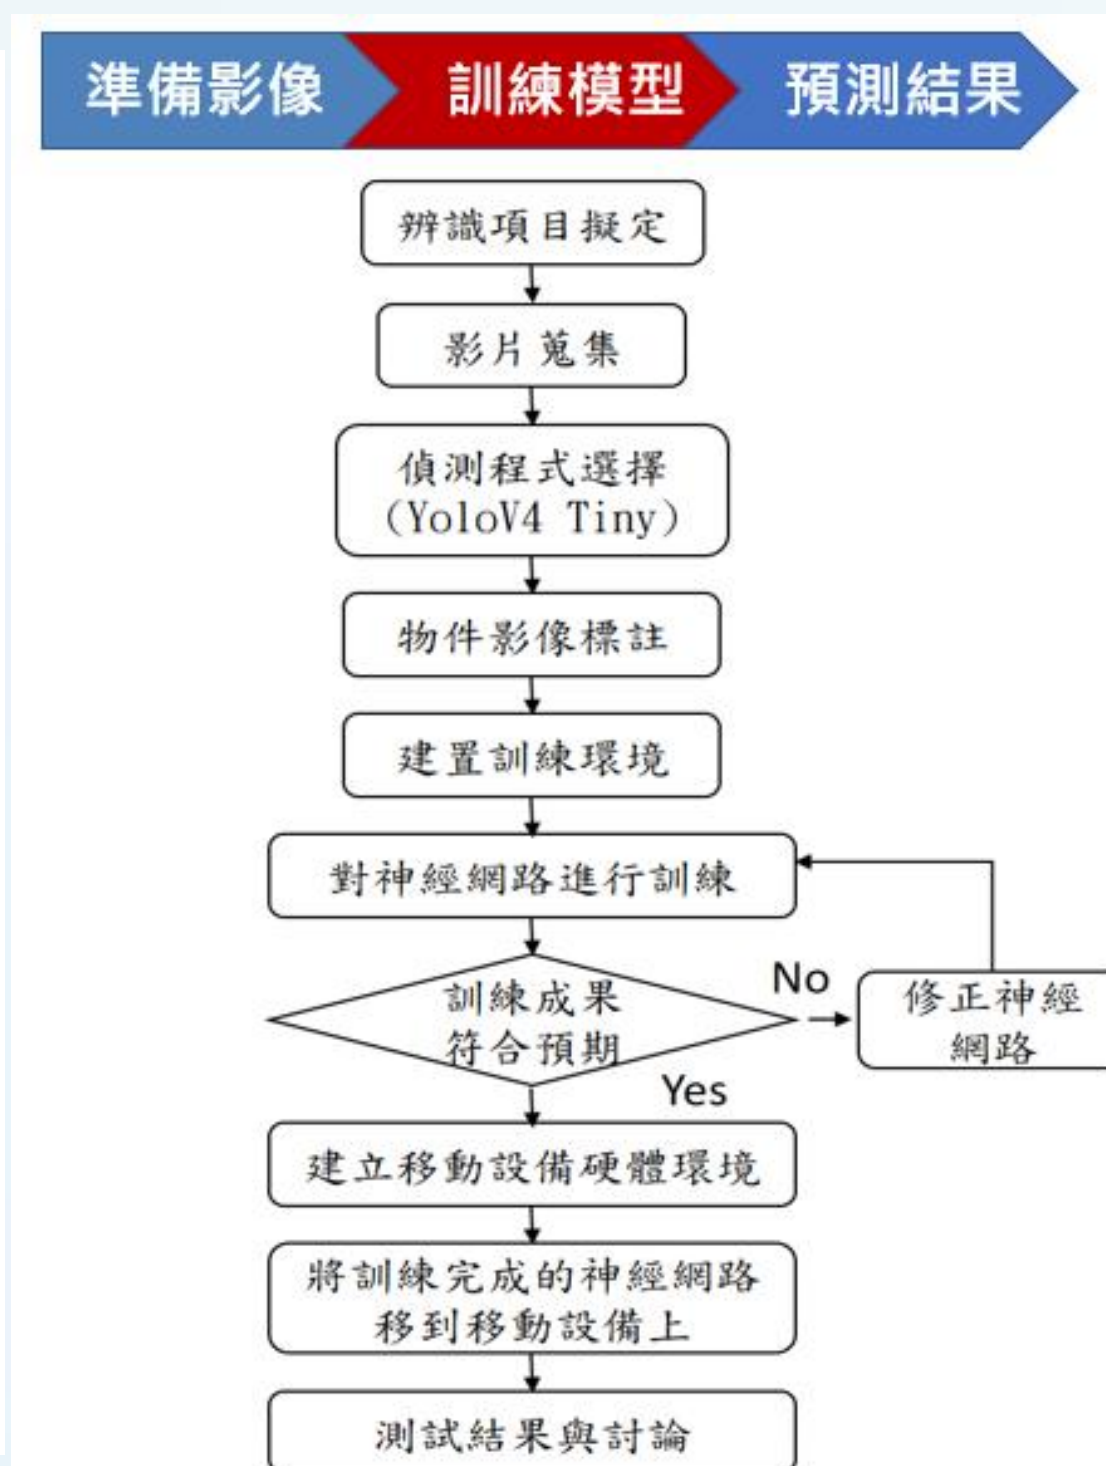 準備影像
訓練模型
預測結果
辨識項目擬定
影片蒐集
偵測程式選擇
(YoloV4 Tiny)
物件影像標註
建置訓練環境
對神經網路進行訓練
訓練成果
符合預期
No
修正神經
網路
Yes
建立移動設備硬體環境
將訓練完成的神經網路
移到移動設備上
測試結果與討論